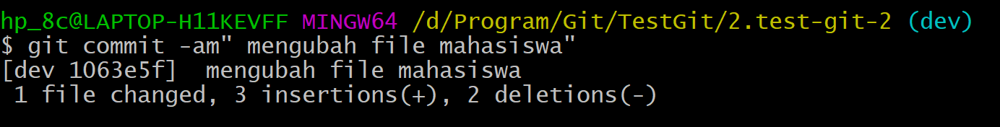 hp_8c@LAPTOP-H11KEVFF MINGW64 /d/Program/Git/TestGit/2.test-git-2 (dev)
$ git commit -am" mengubah file mahasiswa"
[dev 1063e5f]  mengubah file mahasiswa
 1 file changed, 3 insertions(+), 2 deletions(-)